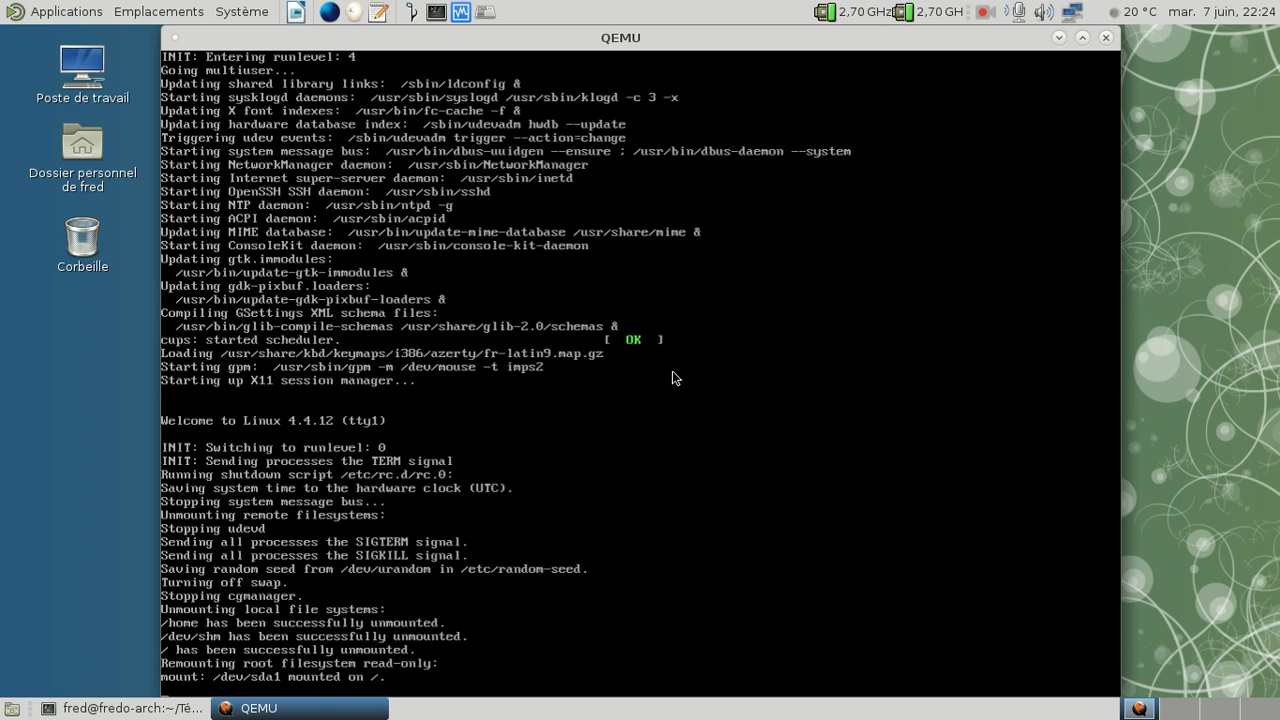 Applications Emplacements Système
2,70 GHz 2,70 GH
20 °C mar. 7 juin, 22:24
Poste de travail
Dossier personnel
de fred
Corbeille
QEMU
INIT: Entering runlevel: 4
Going multiuser...
Updating shared library links:  /sbin/ldconfig &
Starting sysklogd daemons:  /usr/sbin/syslogd /usr/sbin/klogd -c 3 -x
Updating X font indexes:  /usr/bin/fc-cache -f &
Updating hardware database index:  /sbin/udevadm hwdb --update
Triggering udev events:  /sbin/udevadm trigger --action=change
Starting system message bus:  /usr/bin/dbus-uuidgen --ensure ; /usr/bin/dbus-daemon --system
Starting NetworkManager daemon:  /usr/sbin/NetworkManager
Starting Internet super-server daemon:  /usr/sbin/inetd
Starting OpenSSH SSH daemon:  /usr/sbin/sshd
Starting NTP daemon:  /usr/sbin/ntpd -g
Starting ACPI daemon:  /usr/sbin/acpid
Updating MIME database:  /usr/bin/update-mime-database /usr/share/mime &
Starting ConsoleKit daemon:  /usr/sbin/console-kit-daemon
Updating gtk.immodules:
  /usr/bin/update-gtk-immodules &
Updating gdk-pixbuf.loaders:
  /usr/bin/update-gdk-pixbuf-loaders &
Compiling GSettings XML schema files:
  /usr/bin/glib-compile-schemas /usr/share/glib-2.0/schemas &
cups: started scheduler. [ OK ]
Loading /usr/share/kbd/keymaps/i386/azerty/fr-latin9.map.gz
Starting gpm:  /usr/sbin/gpm -m /dev/mouse -t imps2
Starting up X11 session manager...
Welcome to Linux 4.4.12 (tty1)
INIT: Switching to runlevel: 0
INIT: Sending processes the TERM signal
Running shutdown script /etc/rc.d/rc.0:
Saving system time to the hardware clock (UTC).
Stopping system message bus...
Unmounting remote filesystems:
Stopping udevd
Sending all processes the SIGTERM signal.
Sending all processes the SIGKILL signal.
Saving random seed from /dev/urandom in /etc/random-seed.
Turning off swap.
Stopping cgmanager.
Unmounting local file systems:
/home has been successfully unmounted.
/dev/shm has been successfully unmounted.
/ has been successfully unmounted.
Remounting root filesystem read-only:
mount: /dev/sda1 mounted on /.
fred@fredo-arch:~/Té...
QEMU